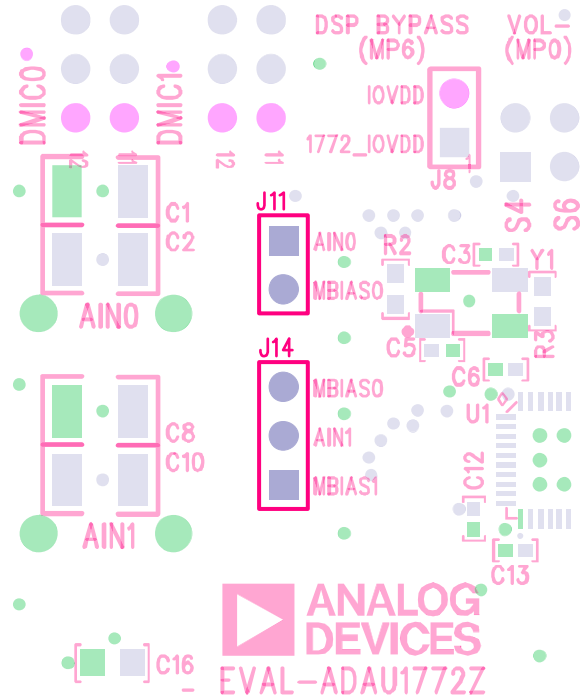 DSP BYPASS
(MP6)
VOL-
(MP0)
DMIC0
DMIC1
IOVDD
1772_IOVDD
1
J8
12
11
12
11
S4
S6
C1
C2
AIN0
J11
AIN0
MBIAS0
R2
C3
Y1
C5
R3
J14
MBIAS0
AIN1
MBIAS1
C6
U1
C8
C10
AIN1
C12
C13
C16
ANALOG
DEVICES
EVAL-ADAU1772Z